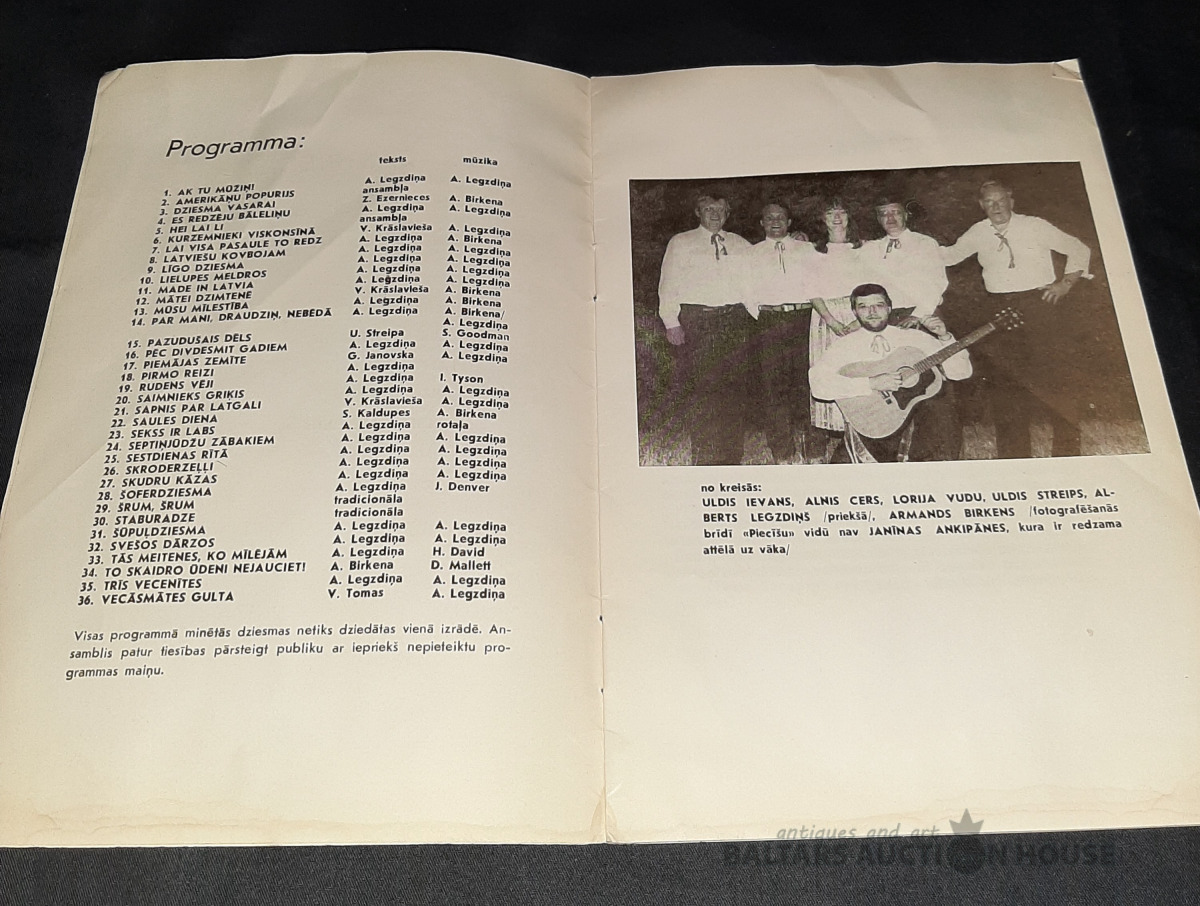 Programma:
teksts mūzika
1. AK TU MŪZIŅI A. Legzdiņa A. Legzdiņa
2. AMERIKĀŅU POPURIJS ansambļa
3. DZIESMA VASARAI Z. Ezernieces A. Birkena
4. ES REDZĒJU BĀLELIŅU A. Legzdiņa A. Legzdiņa
5. HEI LAI LI ansambļa
6. KURZEMNIEKI VISKONSĪNĀ V. Krāslavieša A. Legzdiņa
7. LAI VISA PASAULE TO REDZ A. Legzdiņa A. Birkena
8. LATVIEŠU KOVBOJAM A. Legzdiņa A. Legzdiņa
9. LĪGO DZIESMA A. Legzdiņa A. Legzdiņa
10. LIELUPES MELDROS A. Legzdiņa A. Legzdiņa
11. MADE IN LATVIA A. Legzdiņa A. Legzdiņa
12. MĀTEI DZIMTENĒ V. Krāslavieša A. Birkena
13. MŪSU MĪLESTĪBA A. Legzdiņa A. Birkena
14. PAR MANI, DRAUDZIŅ, NEBĒDĀ A. Legzdiņa A. Birkena/
A. Legzdiņa
15. PAZUDUŠAIS DĒLS U. Streipa S. Goodman
16. PĒC DIVDESMIT GADIEM A. Legzdiņa A. Legzdiņa
17. PIEMĀJAS ZEMĪTE G. Janovska A. Legzdiņa
18. PIRMO REIZI A. Legzdiņa
19. RUDENS VĒJI A. Legzdiņa I. Tyson
20. SAIMNIEKS GRIĶIS A. Legzdiņa A. Legzdiņa
21. SAPNIS PAR LATGALI V. Krāslavieša A. Legzdiņa
22. SAULES DIENA S. Kaldupes A. Birkena
23. SEKSS IR LABS A. Legzdiņa rotaļa
24. SEPTIŅJŪDŽU ZĀBAKIEM A. Legzdiņa A. Legzdiņa
25. SESTDIENAS RĪTĀ A. Legzdiņa A. Legzdiņa
26. SKRODERZEĻĻI A. Legzdiņa A. Legzdiņa
27. SKUDRU KĀZAS A. Legzdiņa A. Legzdiņa
28. ŠOFERDZIESMA A. Legzdiņa J. Denver
29. ŠRUM, ŠRUM tradicionāla
30. STABURADZE tradicionāla
31. ŠŪPUĻDZIESMA A. Legzdiņa A. Legzdiņa
32. SVEŠOS DĀRZOS A. Legzdiņa A. Legzdiņa
33. TĀS MEITENES, KO MĪLĒJĀM A. Legzdiņa H. David
34. TO SKAIDRO ŪDENI NEJAUCIET! A. Birkena D. Mallett
35. TRĪS VECENĪTES A. Legzdiņa A. Legzdiņa
36. VECĀSMĀTES GULTA V. Tomas A. Legzdiņa
Visas programmā minētās dziesmas netiks dziedātas vienā izrādē. An-
samblis patur tiesības pārsteigt publiku ar iepriekš nepieteiktu pro-
grammas maiņu.
no kreisās:
ULDIS IEVANS, ALNIS CERS, LORIJA VUDU, ULDIS STREIPS, AL-
BERTS LEGZDIŅŠ /priekšā/, ARMANDS BIRKENS /fotografēšanās
brīdī «Piecīšu» vidū nav JANĪNAS ANKIPĀNES, kura ir redzama
attēlā uz vāka/
antiques and art
BALTARS AUCTION HOUSE